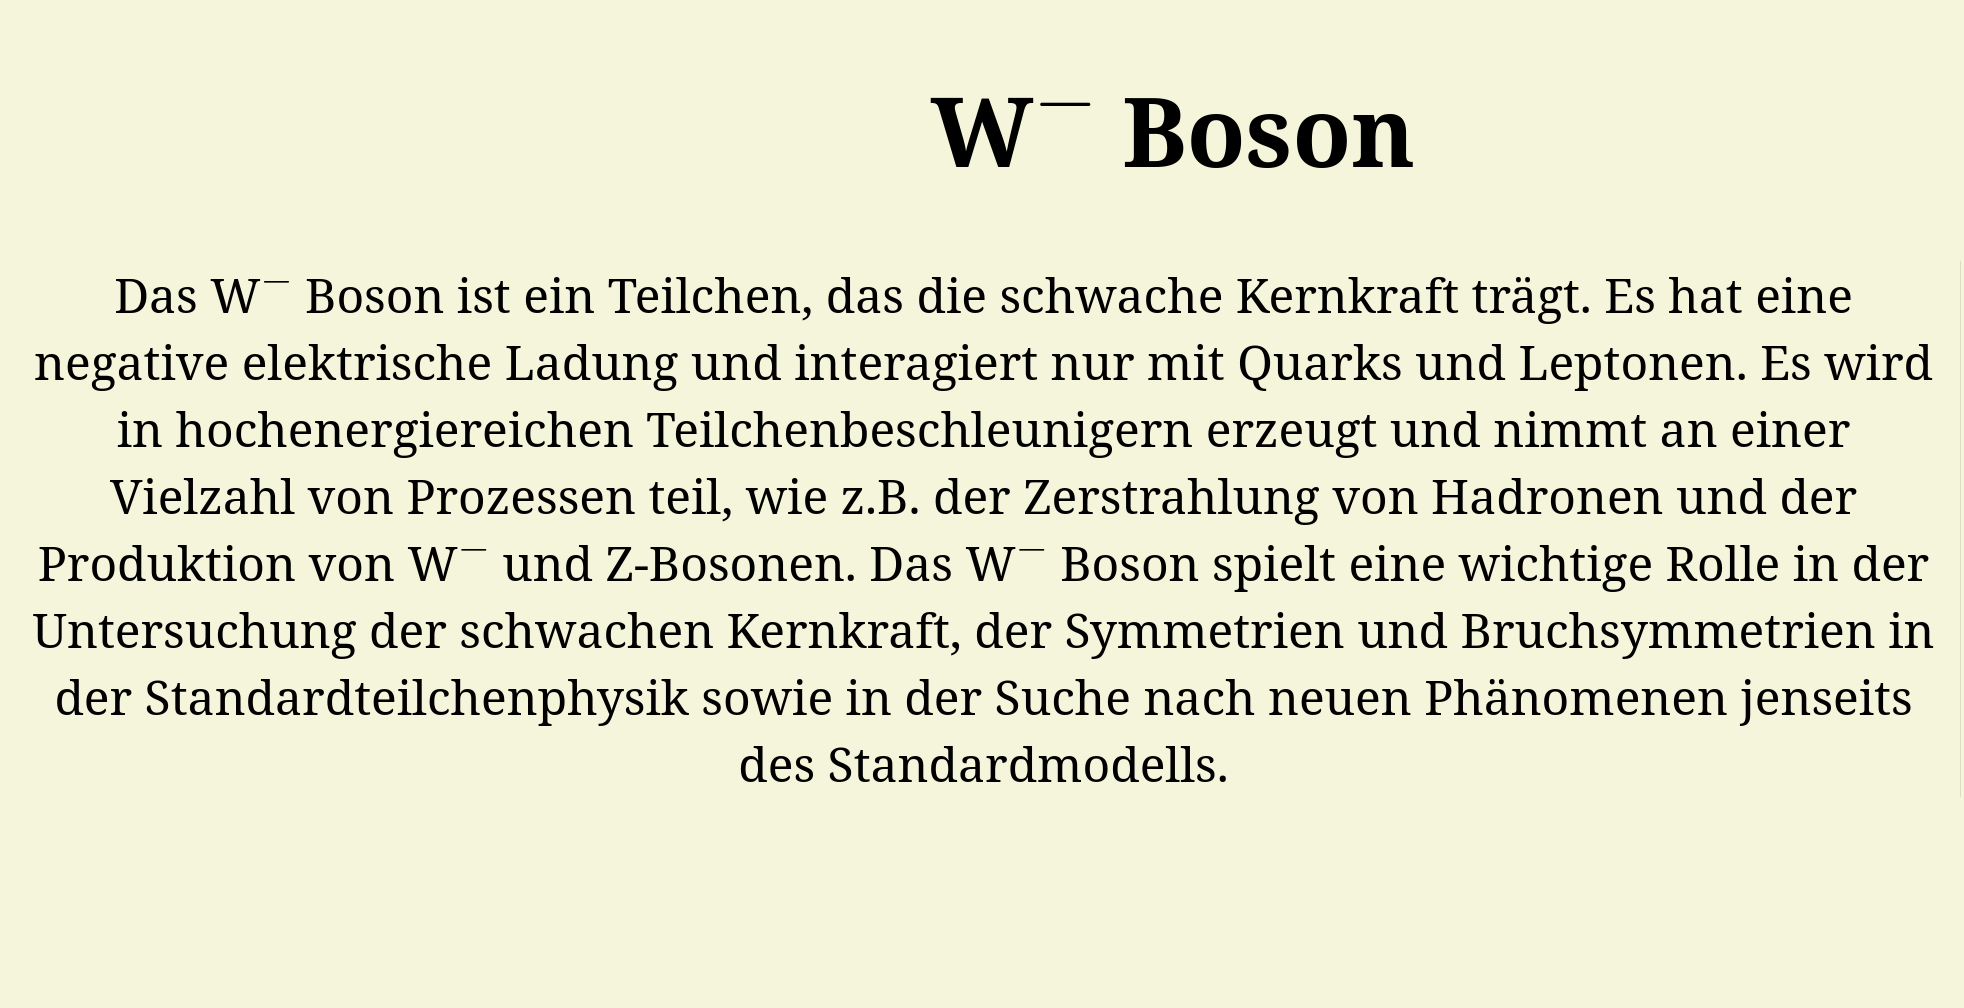 W⁻ Boson
Das W⁻ Boson ist ein Teilchen, das die schwache Kernkraft trägt. Es hat eine
negative elektrische Ladung und interagiert nur mit Quarks und Leptonen. Es wird
in hochenergiereichen Teilchenbeschleunigern erzeugt und nimmt an einer
Vielzahl von Prozessen teil, wie z.B. der Zerstrahlung von Hadronen und der
Produktion von W⁻ und Z-Bosonen. Das W⁻ Boson spielt eine wichtige Rolle in der
Untersuchung der schwachen Kernkraft, der Symmetrien und Bruchsymmetrien in
der Standardteilchenphysik sowie in der Suche nach neuen Phänomenen jenseits
des Standardmodells.